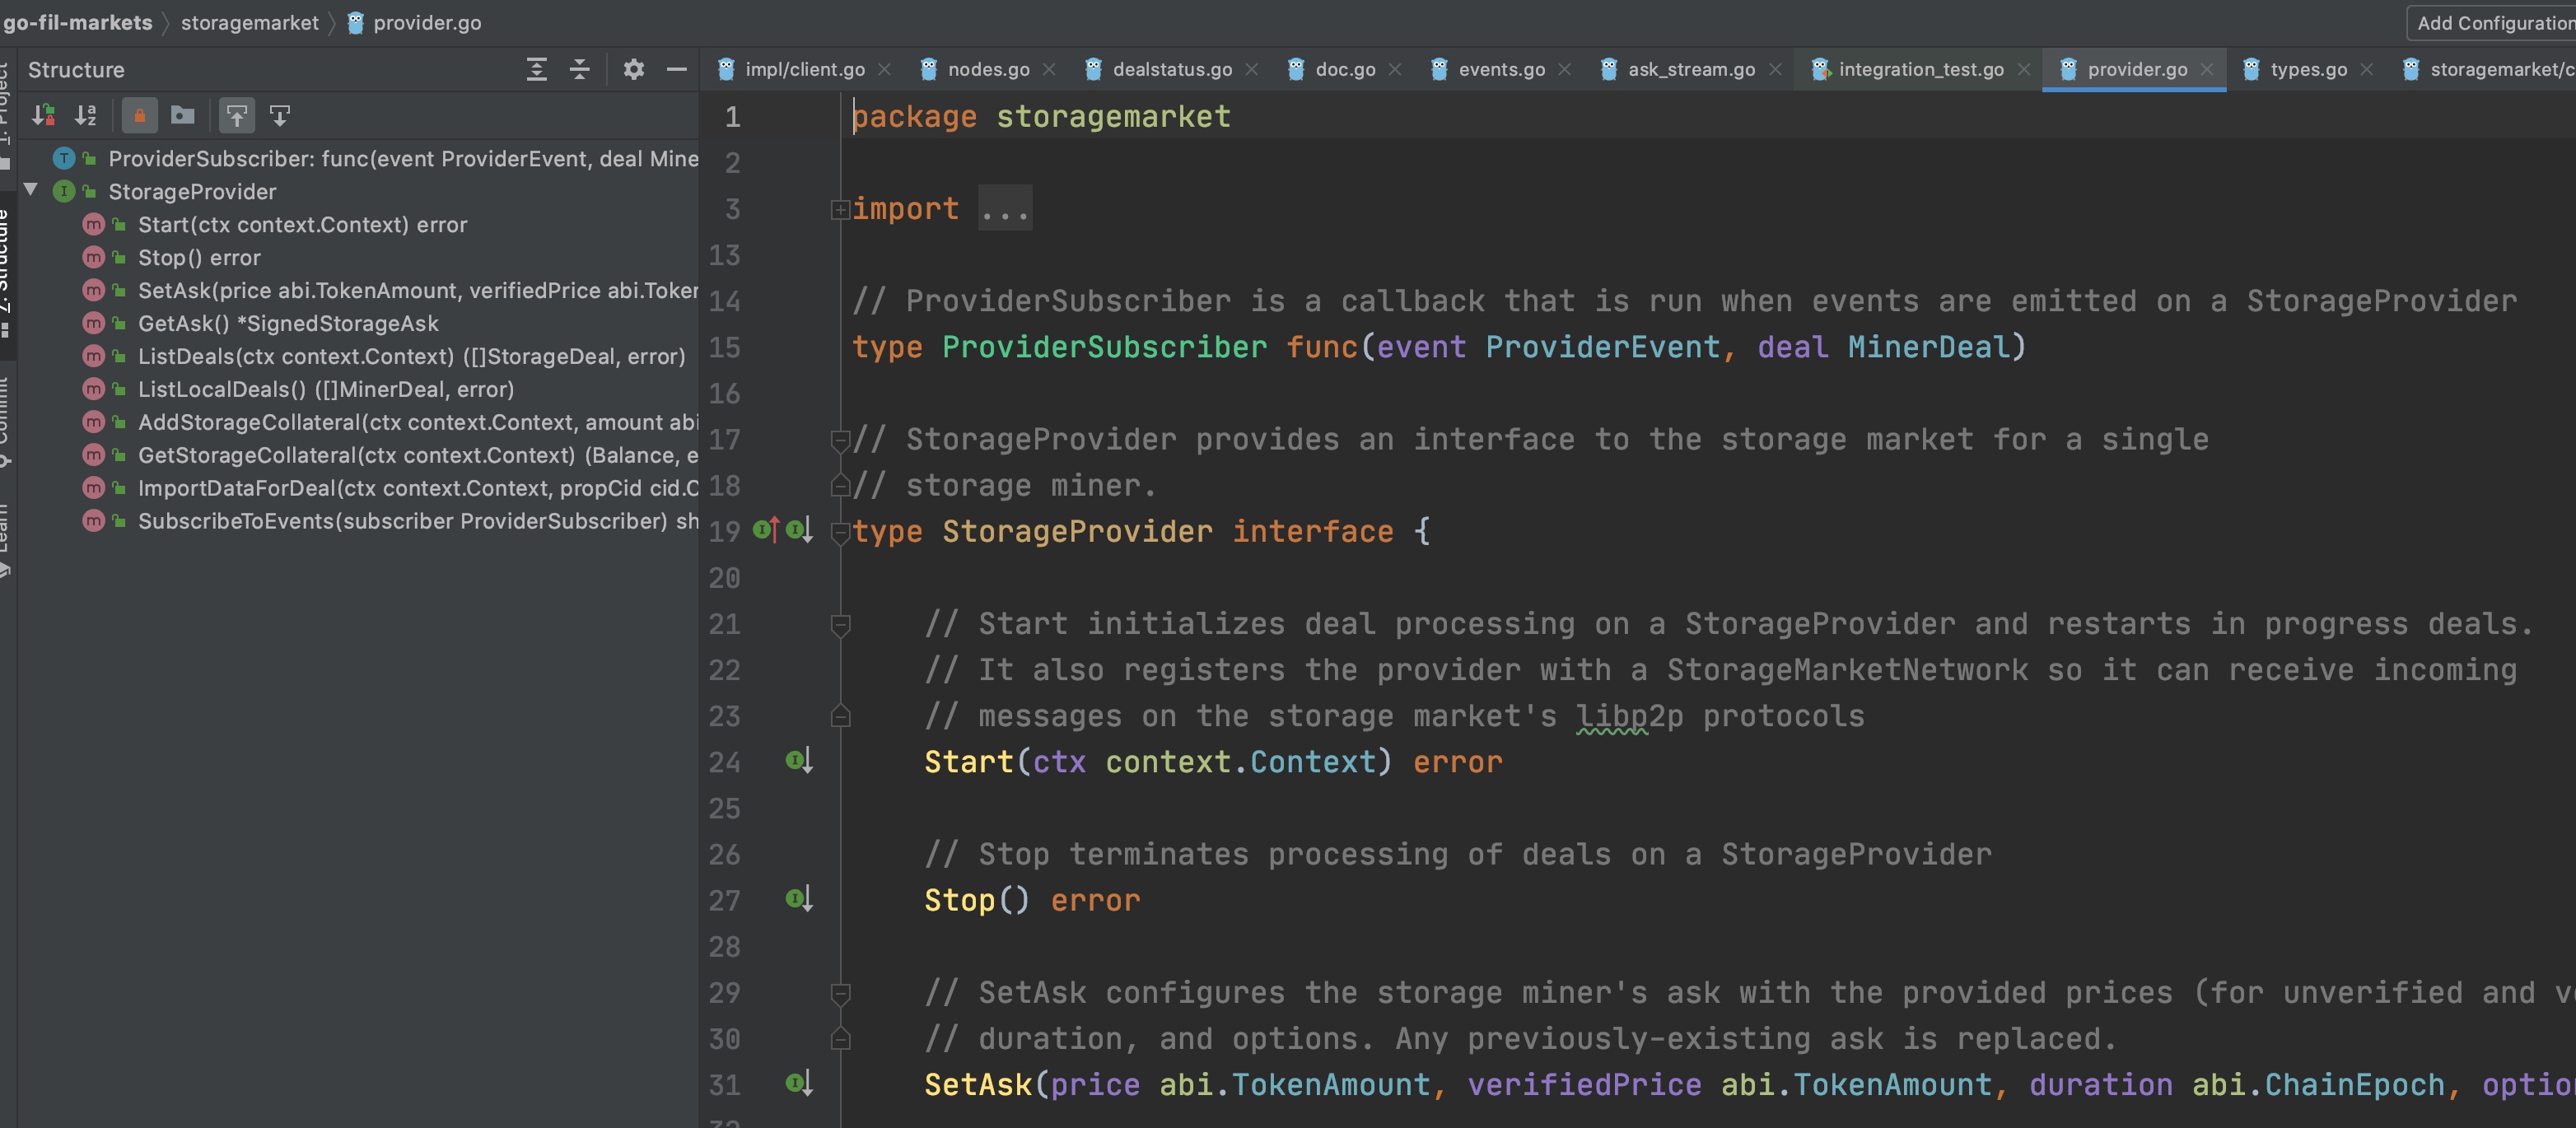 go-fil-markets storagemarket provider.go
Add Configuration
Structure
impl/client.go nodes.go dealstatus.go doc.go events.go ask_stream.go integration_test.go provider.go types.go storagemarket/c
Project
Z: Structure
Commit
Learn
ProviderSubscriber: func(event ProviderEvent, deal Mine
StorageProvider
Start(ctx context.Context) error
Stop() error
SetAsk(price abi.TokenAmount, verifiedPrice abi.Token
GetAsk() *SignedStorageAsk
ListDeals(ctx context.Context) ([]StorageDeal, error)
ListLocalDeals() ([]MinerDeal, error)
AddStorageCollateral(ctx context.Context, amount abi
GetStorageCollateral(ctx context.Context) (Balance, e
ImportDataForDeal(ctx context.Context, propCid cid.C
SubscribeToEvents(subscriber ProviderSubscriber) sh
1 package storagemarket
2
3 import ...
13
14 // ProviderSubscriber is a callback that is run when events are emitted on a StorageProvider
15 type ProviderSubscriber func(event ProviderEvent, deal MinerDeal)
16
17 // StorageProvider provides an interface to the storage market for a single
18 // storage miner.
19 type StorageProvider interface {
20
21 // Start initializes deal processing on a StorageProvider and restarts in progress deals.
22 // It also registers the provider with a StorageMarketNetwork so it can receive incoming
23 // messages on the storage market's libp2p protocols
24 Start(ctx context.Context) error
25
26 // Stop terminates processing of deals on a StorageProvider
27 Stop() error
28
29 // SetAsk configures the storage miner's ask with the provided prices (for unverified and ve
30 // duration, and options. Any previously-existing ask is replaced.
31 SetAsk(price abi.TokenAmount, verifiedPrice abi.TokenAmount, duration abi.ChainEpoch, optio